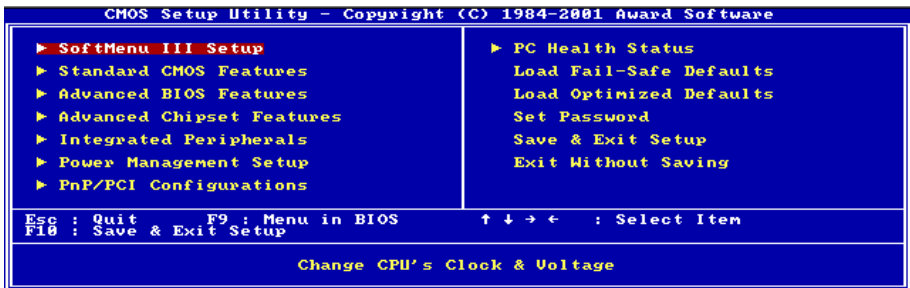 CMOS Setup Utility - Copyright (C) 1984-2001 Award Software
► SoftMenu III Setup
► Standard CMOS Features
► Advanced BIOS Features
► Advanced Chipset Features
► Integrated Peripherals
► Power Management Setup
► PnP/PCI Configurations
► PC Health Status
Load Fail-Safe Defaults
Load Optimized Defaults
Set Password
Save & Exit Setup
Exit Without Saving
Esc : Quit F9 : Menu in BIOS ↑ ↓ → ← : Select Item
F10 : Save & Exit Setup
Change CPU's Clock & Voltage